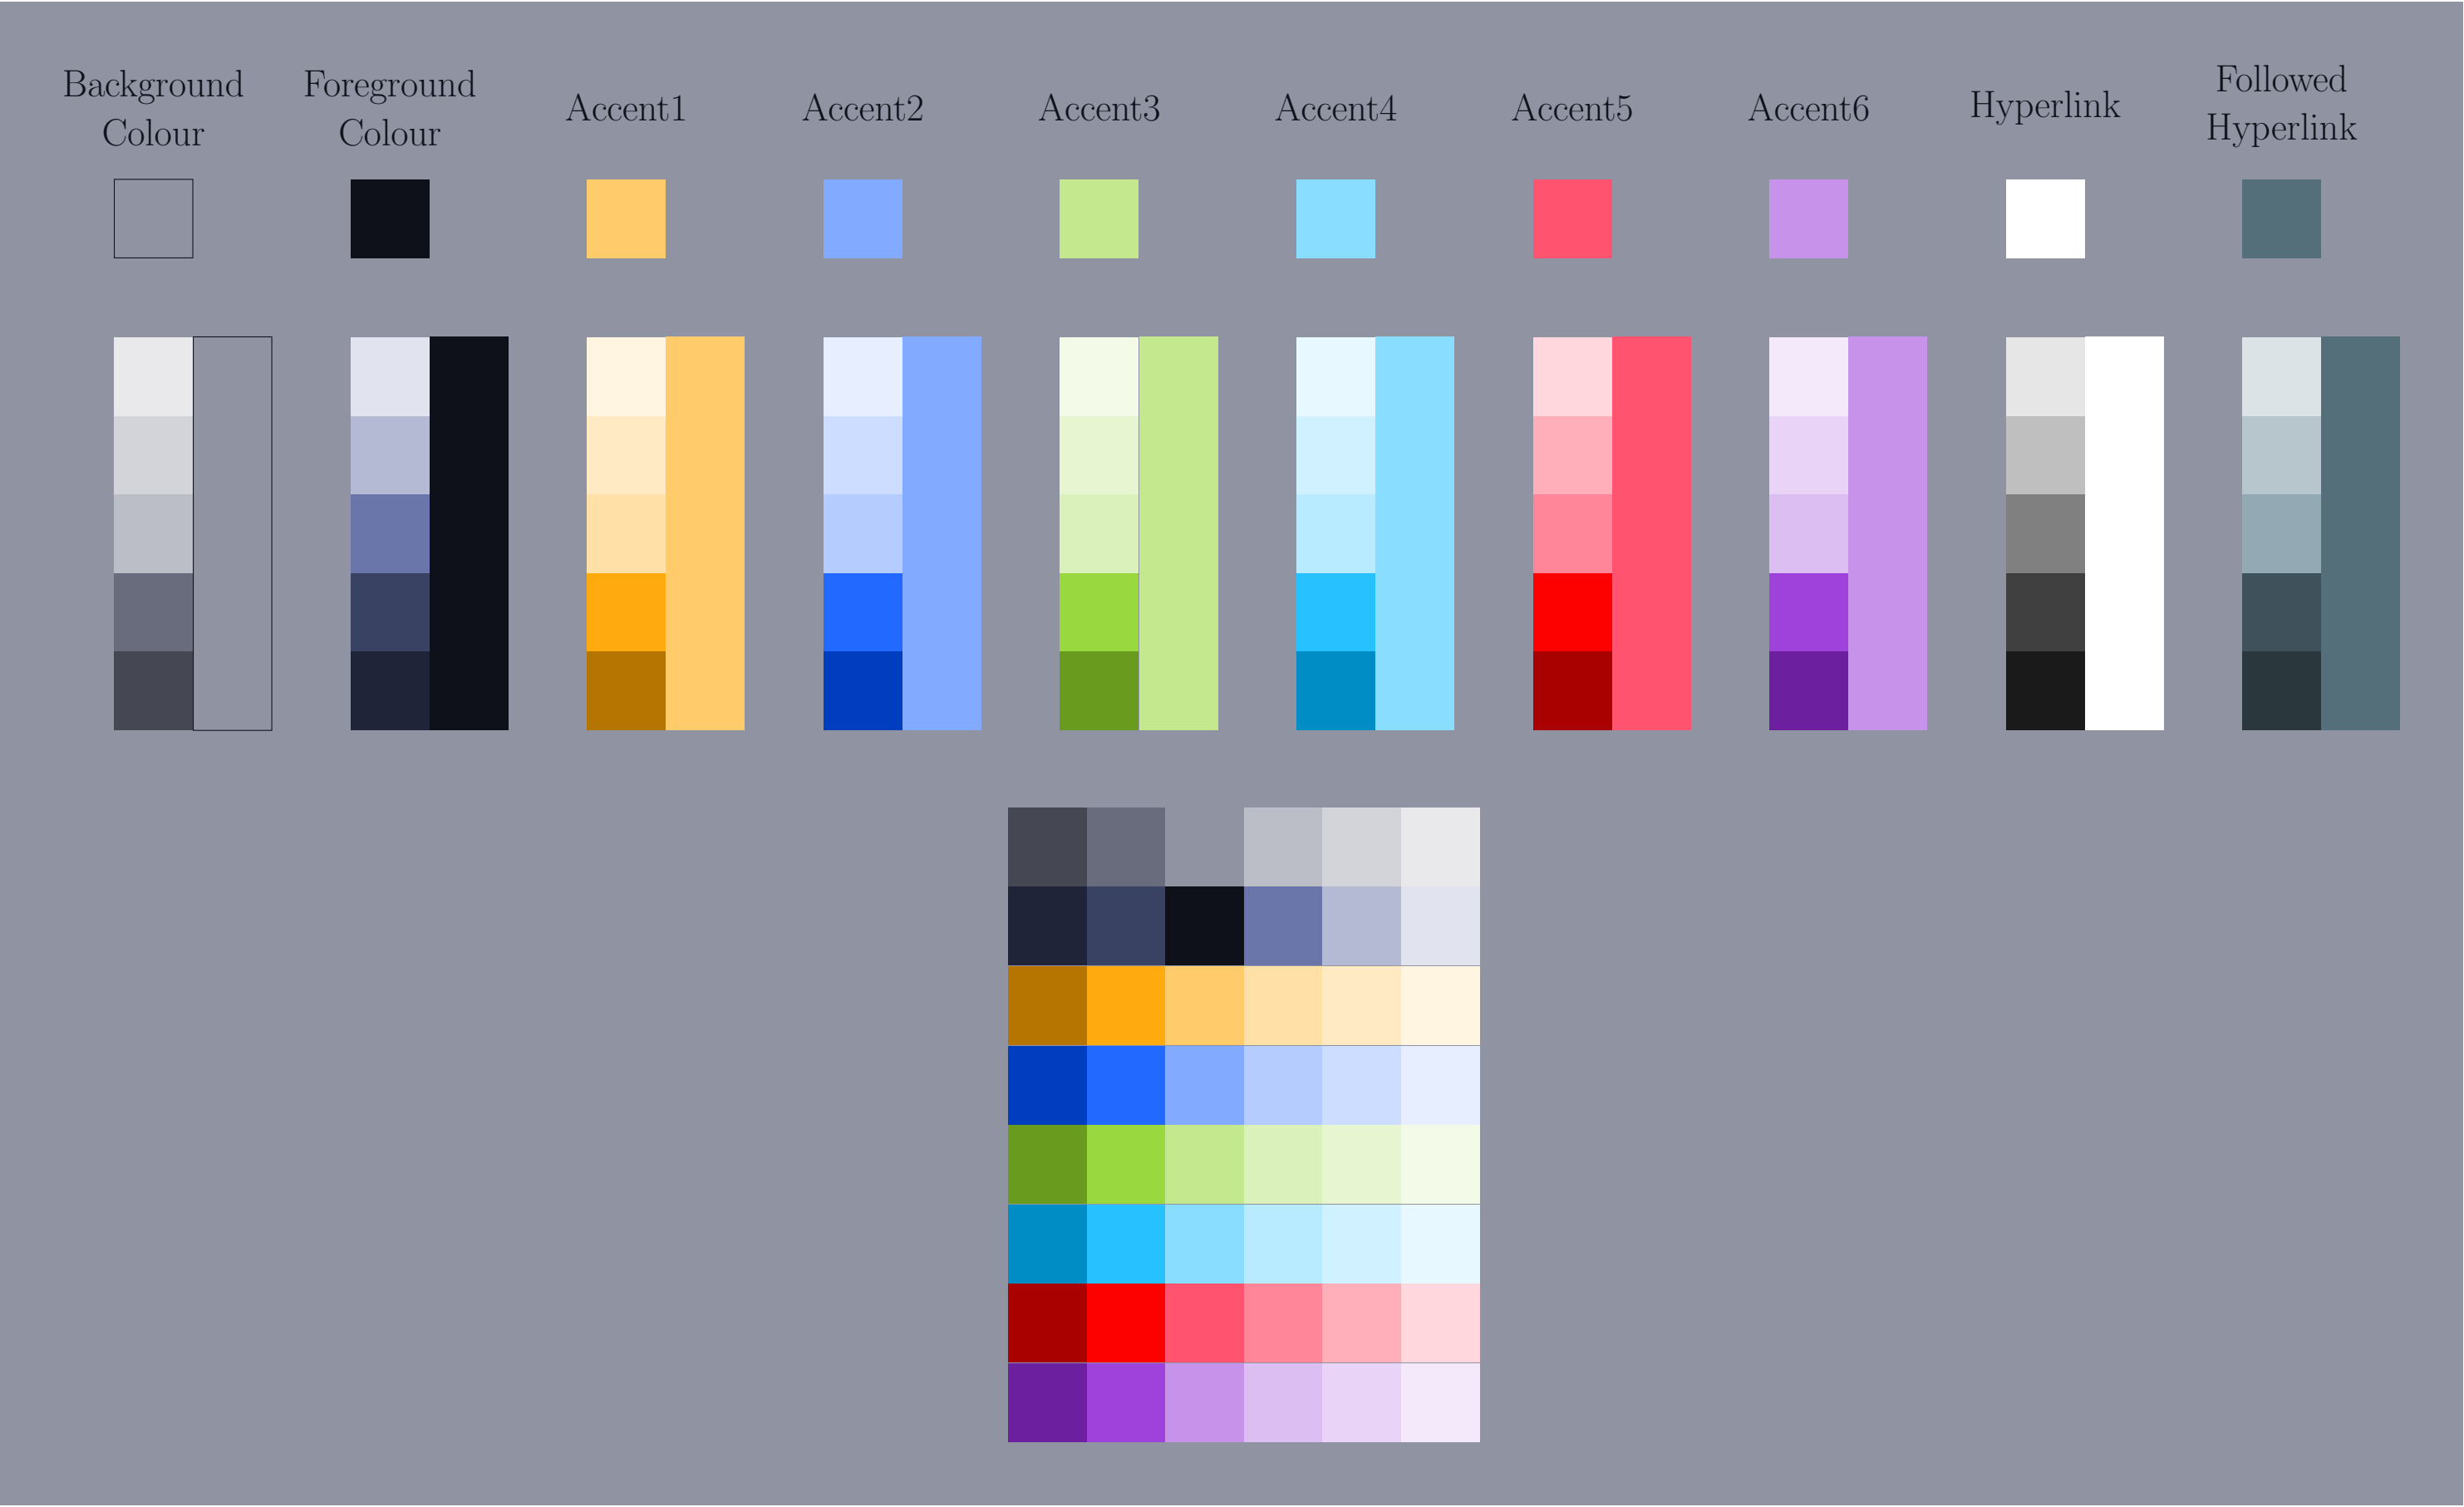 Background
Colour
Foreground
Colour
Accent1
Accent2
Accent3
Accent4
Accent5
Accent6
Hyperlink
Followed
Hyperlink